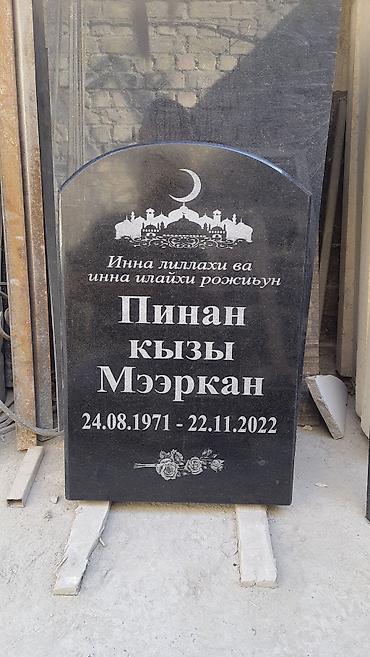 Инна лиллахи ва
инна илайхи рожиьун
Пинан
кызы
Мээркан
24.08.1971 - 22.11.2022